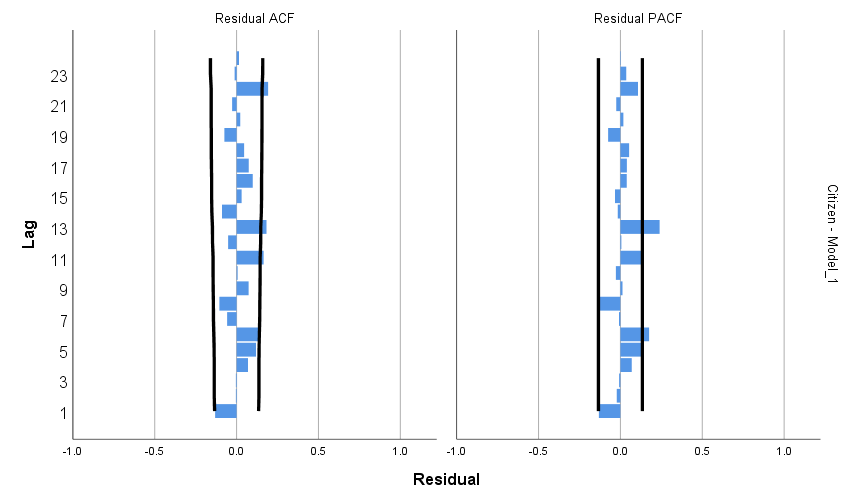 Residual ACF
Residual PACF
23
21
19
17
15
13
11
9
7
5
3
1
Lag
-1.0 -0.5 0.0 0.5 1.0
-1.0 -0.5 0.0 0.5 1.0
Residual
Citizen - Model_1